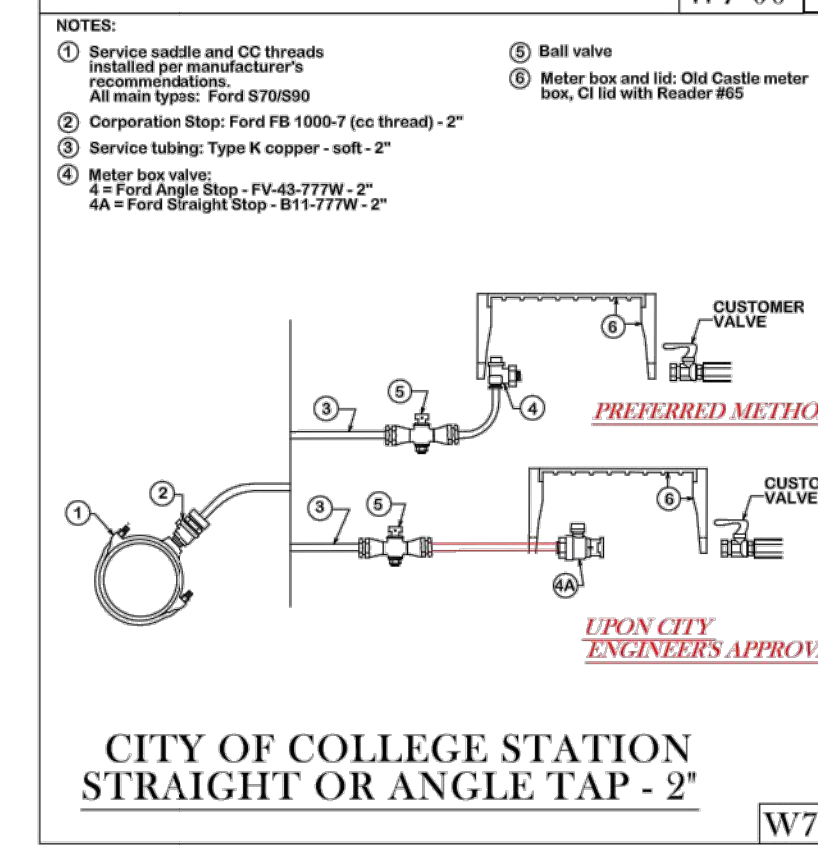 NOTES:
1 Service saddle and CC threads
installed per manufacturer's
recommendations.
All main types: Ford S70/S90
2 Corporation Stop: Ford FB 1000-7 (cc thread) - 2"
3 Service tubing: Type K copper - soft - 2"
4 Meter box valve:
4 = Ford Angle Stop - FV-43-777W - 2"
4A = Ford Straight Stop - B11-777W - 2"
5 Ball valve
6 Meter box and lid: Old Castle meter
box, CI lid with Reader #65
CUSTOMER
VALVE
6
5
3
4
PREFERRED METHO
CUSTO
VALVE
6
2
5
3
1
4A
UPON CITY
ENGINEER'S APPROV
CITY OF COLLEGE STATION
STRAIGHT OR ANGLE TAP - 2"
W7